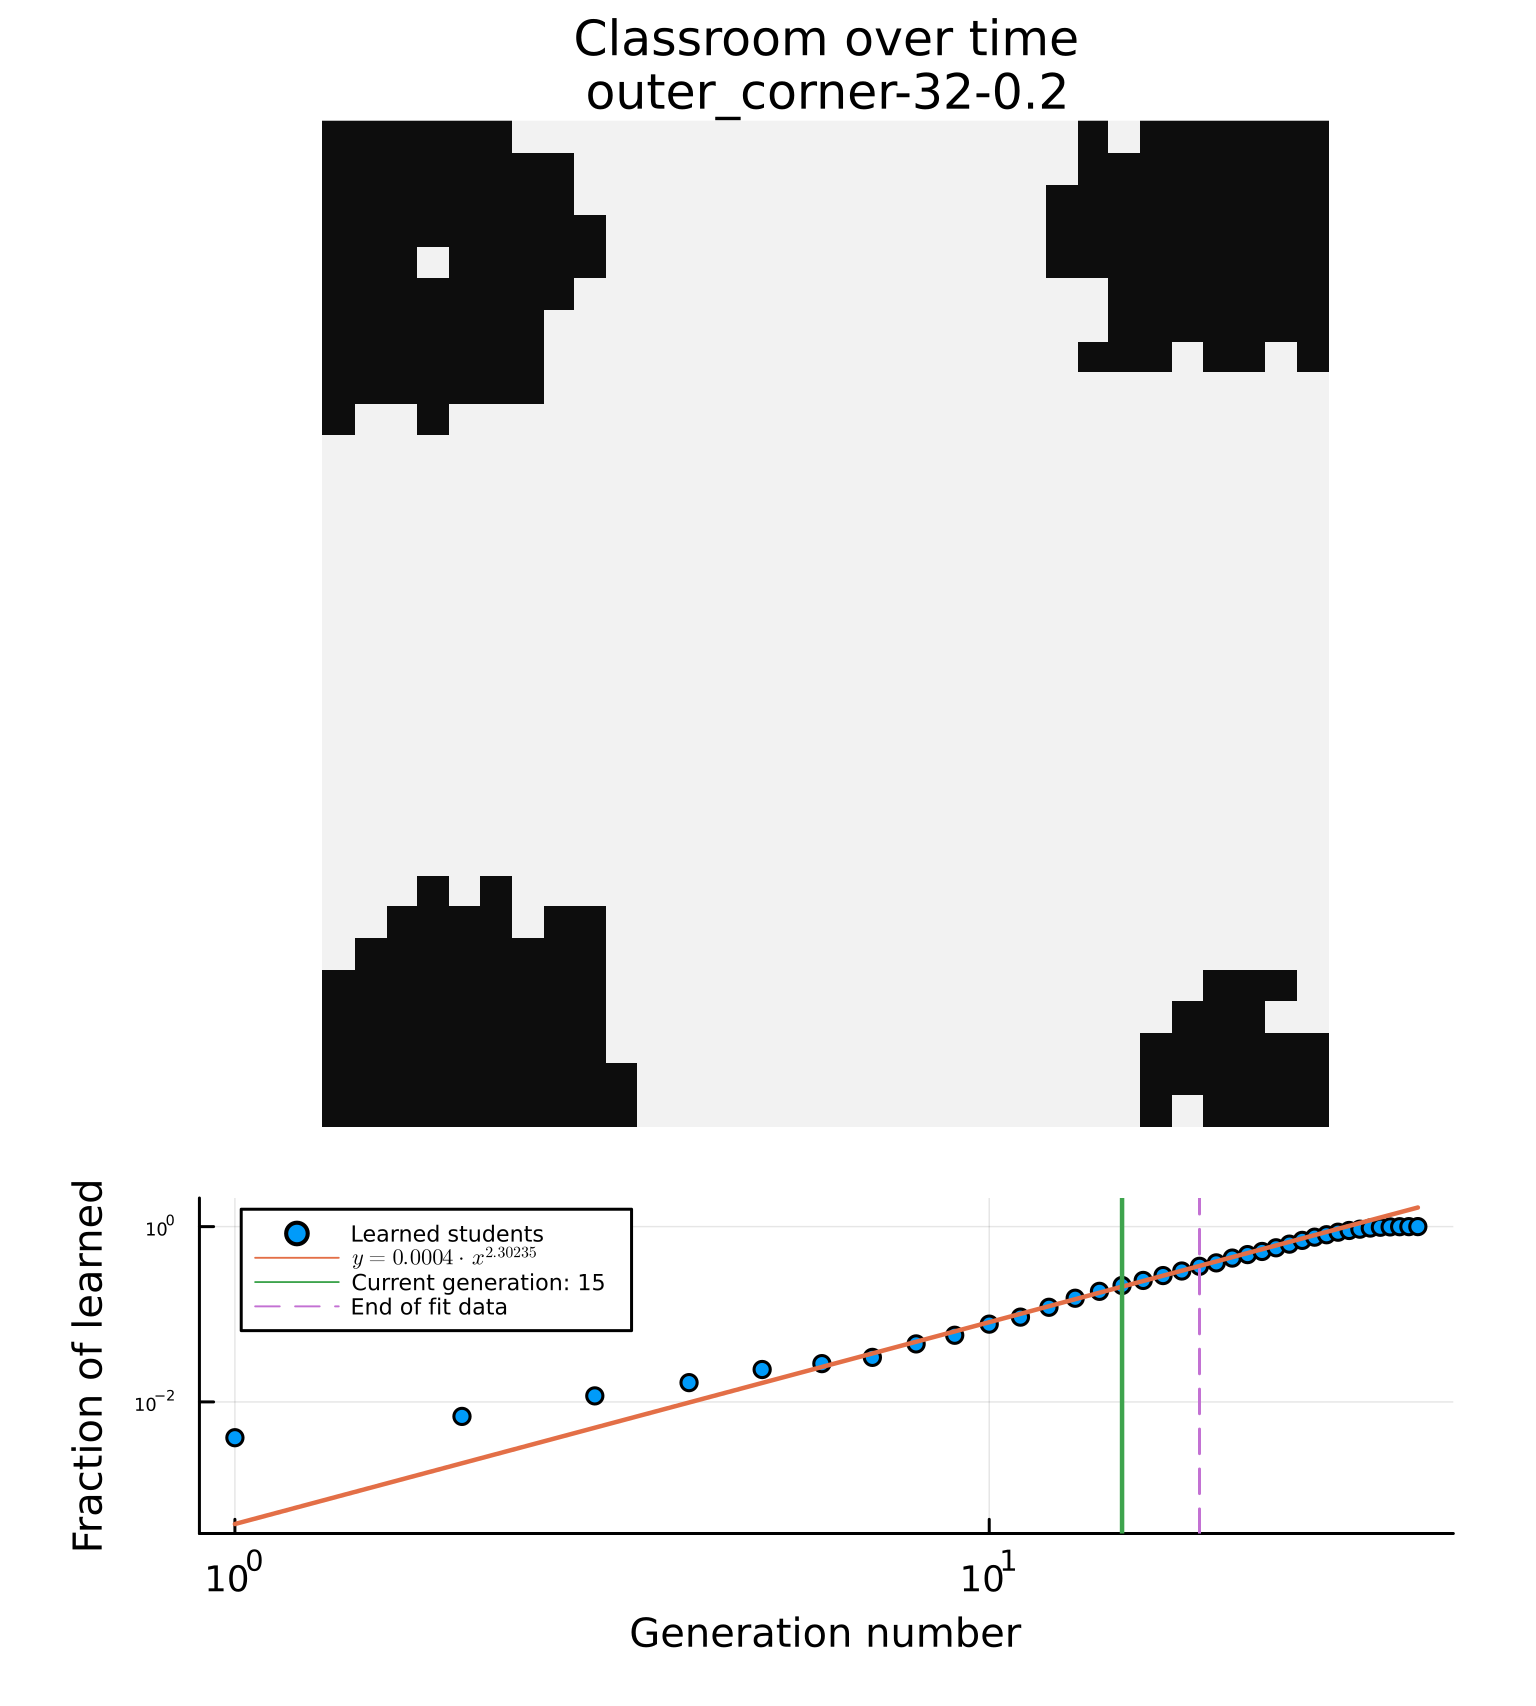 Classroom over time
outer_corner-32-0.2
Fraction of learned
10^0
10^−2
Learned students
y = 0.0004 · x^2.30235
Current generation: 15
End of fit data
10^0
10^1
Generation number